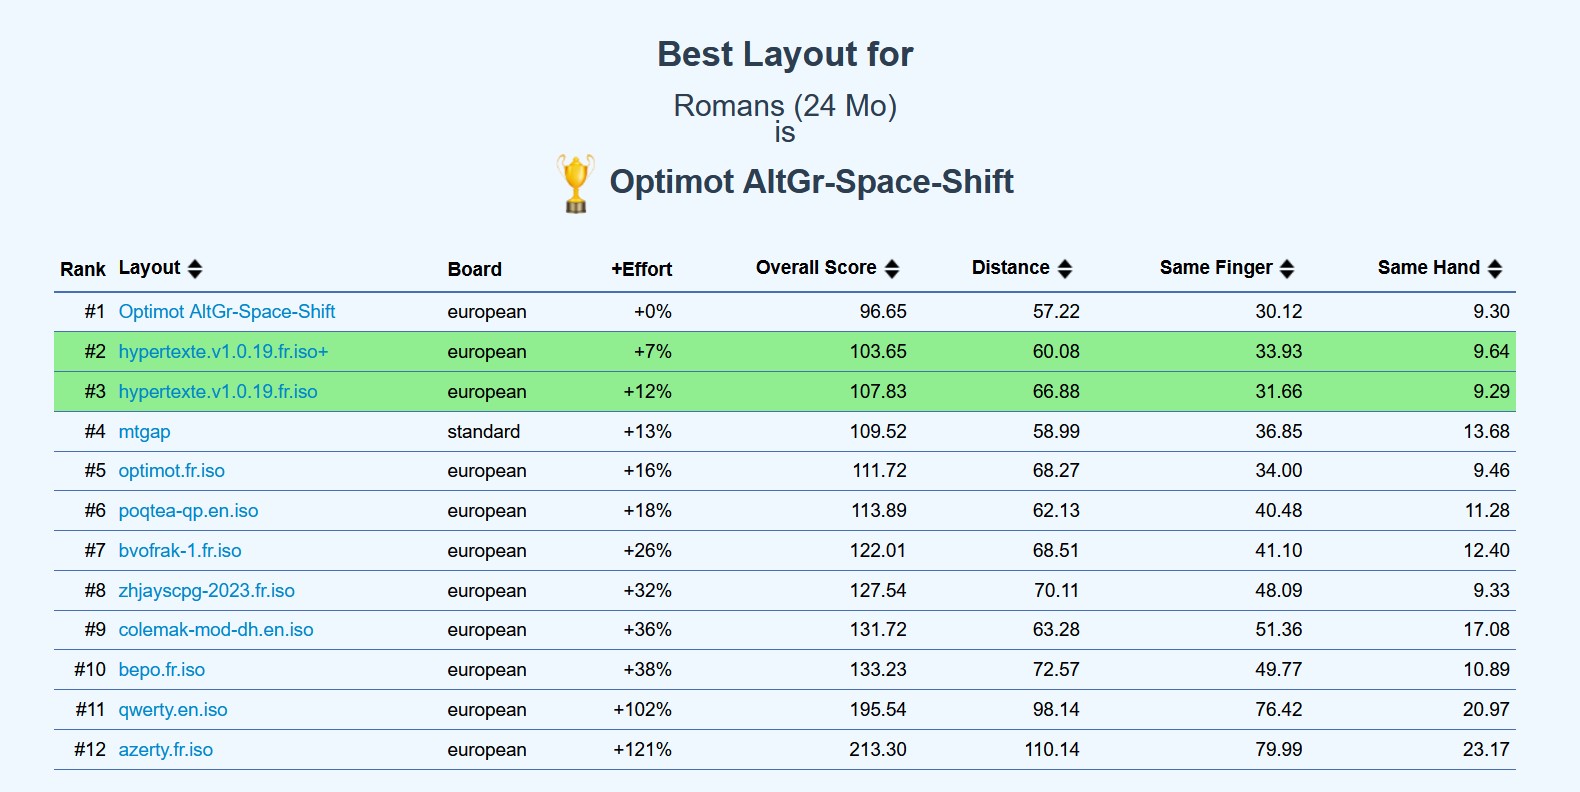 Best Layout for
Romans (24 Mo)
is
Optimot AltGr-Space-Shift
Rank Layout Board +Effort Overall Score Distance Same Finger Same Hand
#1 Optimot AltGr-Space-Shift european +0% 96.65 57.22 30.12 9.30
#2 hypertexte.v1.0.19.fr.iso+ european +7% 103.65 60.08 33.93 9.64
#3 hypertexte.v1.0.19.fr.iso european +12% 107.83 66.88 31.66 9.29
#4 mtgap standard +13% 109.52 58.99 36.85 13.68
#5 optimot.fr.iso european +16% 111.72 68.27 34.00 9.46
#6 poqtea-qp.en.iso european +18% 113.89 62.13 40.48 11.28
#7 bvofrak-1.fr.iso european +26% 122.01 68.51 41.10 12.40
#8 zhjayscpg-2023.fr.iso european +32% 127.54 70.11 48.09 9.33
#9 colemak-mod-dh.en.iso european +36% 131.72 63.28 51.36 17.08
#10 bepo.fr.iso european +38% 133.23 72.57 49.77 10.89
#11 qwerty.en.iso european +102% 195.54 98.14 76.42 20.97
#12 azerty.fr.iso european +121% 213.30 110.14 79.99 23.17